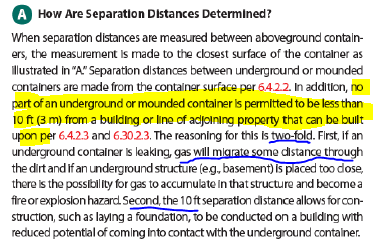 A How Are Separation Distances Determined?
When separation distances are measured between aboveground contain-
ers, the measurement is made to the closest surface of the container as
illustrated in "A." Separation distances between underground or mounded
containers are made from the container surface per 6.4.2.2. In addition, no
part of an underground or mounded container is permitted to be less than
10 ft (3 m) from a building or line of adjoining property that can be built
upon per 6.4.2.3 and 6.30.2.3. The reasoning for this is two-fold. First, if an
underground container is leaking, gas will migrate some distance through
the dirt and if an underground structure (e.g., basement) is placed too close,
there is the possibility for gas to accumulate in that structure and become a
fire or explosion hazard. Second, the 10 ft separation distance allows for con-
struction, such as laying a foundation, to be conducted on a building with
reduced potential of coming into contact with the underground container.